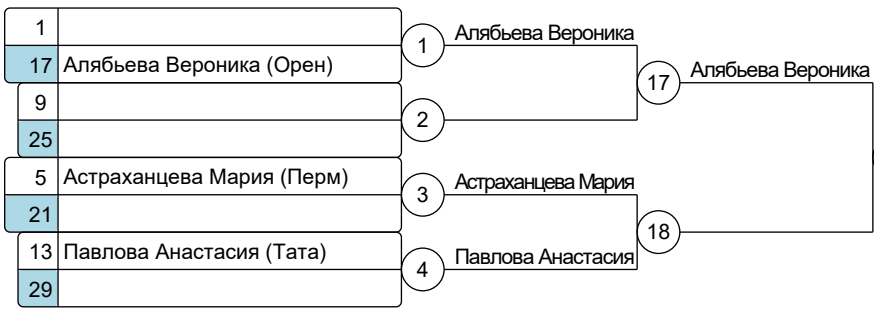 1
17 Алябьева Вероника (Орен)
1 Алябьева Вероника
9
25
2
17 Алябьева Вероника
5 Астраханцева Мария (Перм)
21
3 Астраханцева Мария
13 Павлова Анастасия (Тата)
29
4 Павлова Анастасия
18